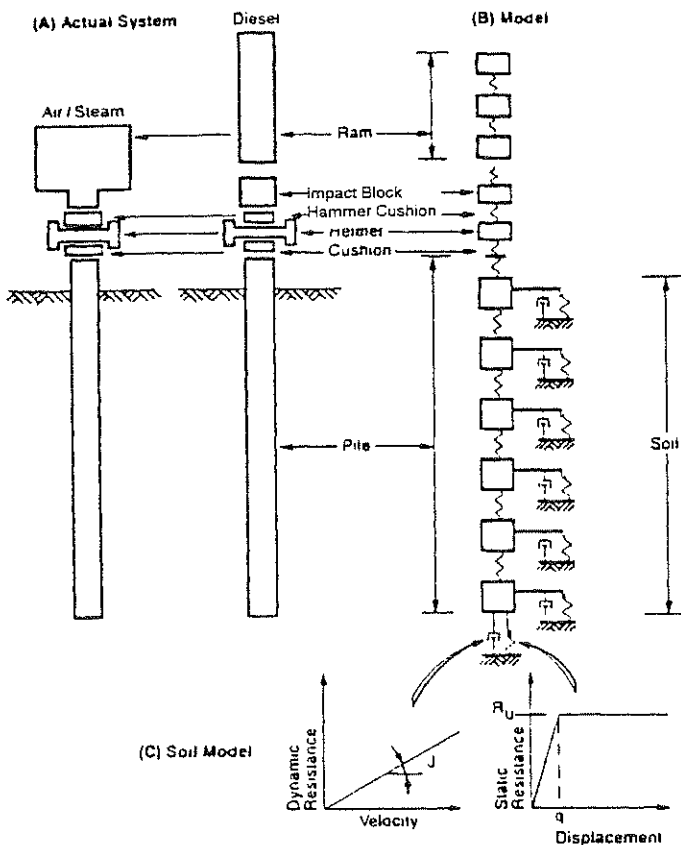 (A) Actual System
Diesel
(B) Model
Air / Steam
Ram
Impact Block
Hammer Cushion
Helmet
Cushion
Pile
Soil
(C) Soil Model
Dynamic
Resistance
J
Velocity
Ru
Static
Resistance
q
Displacement